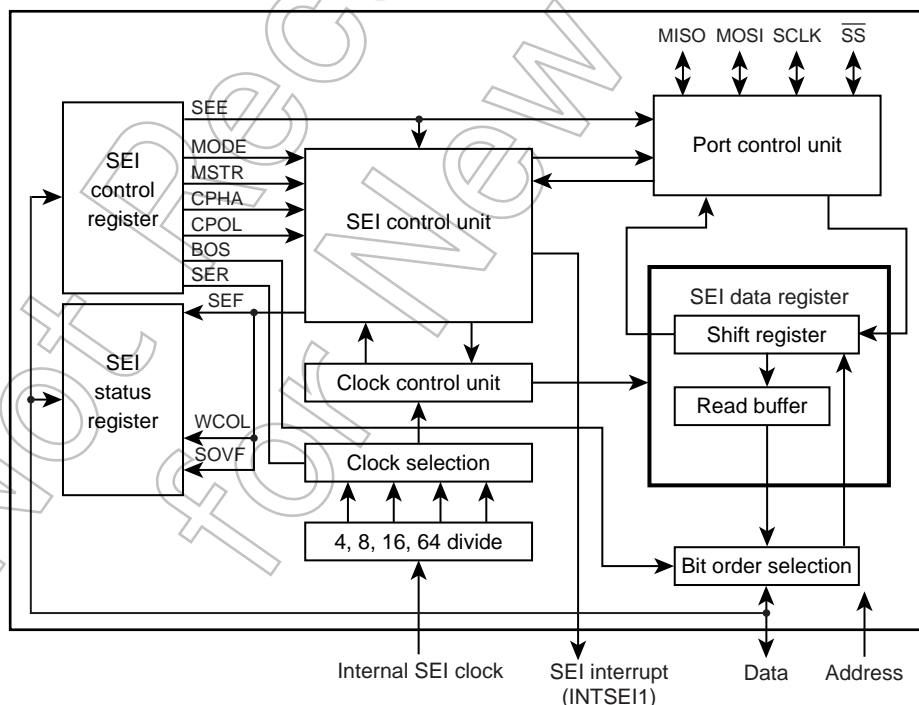 MISO MOSI SCLK SS
SEE
MODE
MSTR
CPHA
CPOL
BOS
SER
SEF
WCOL
SOVF
SEI
control
register
SEI
status
register
SEI control unit
Port control unit
SEI data register
Shift register
Read buffer
Clock control unit
Clock selection
4, 8, 16, 64 divide
Bit order selection
Internal SEI clock
SEI interrupt
(INTSEI1)
Data
Address
for New